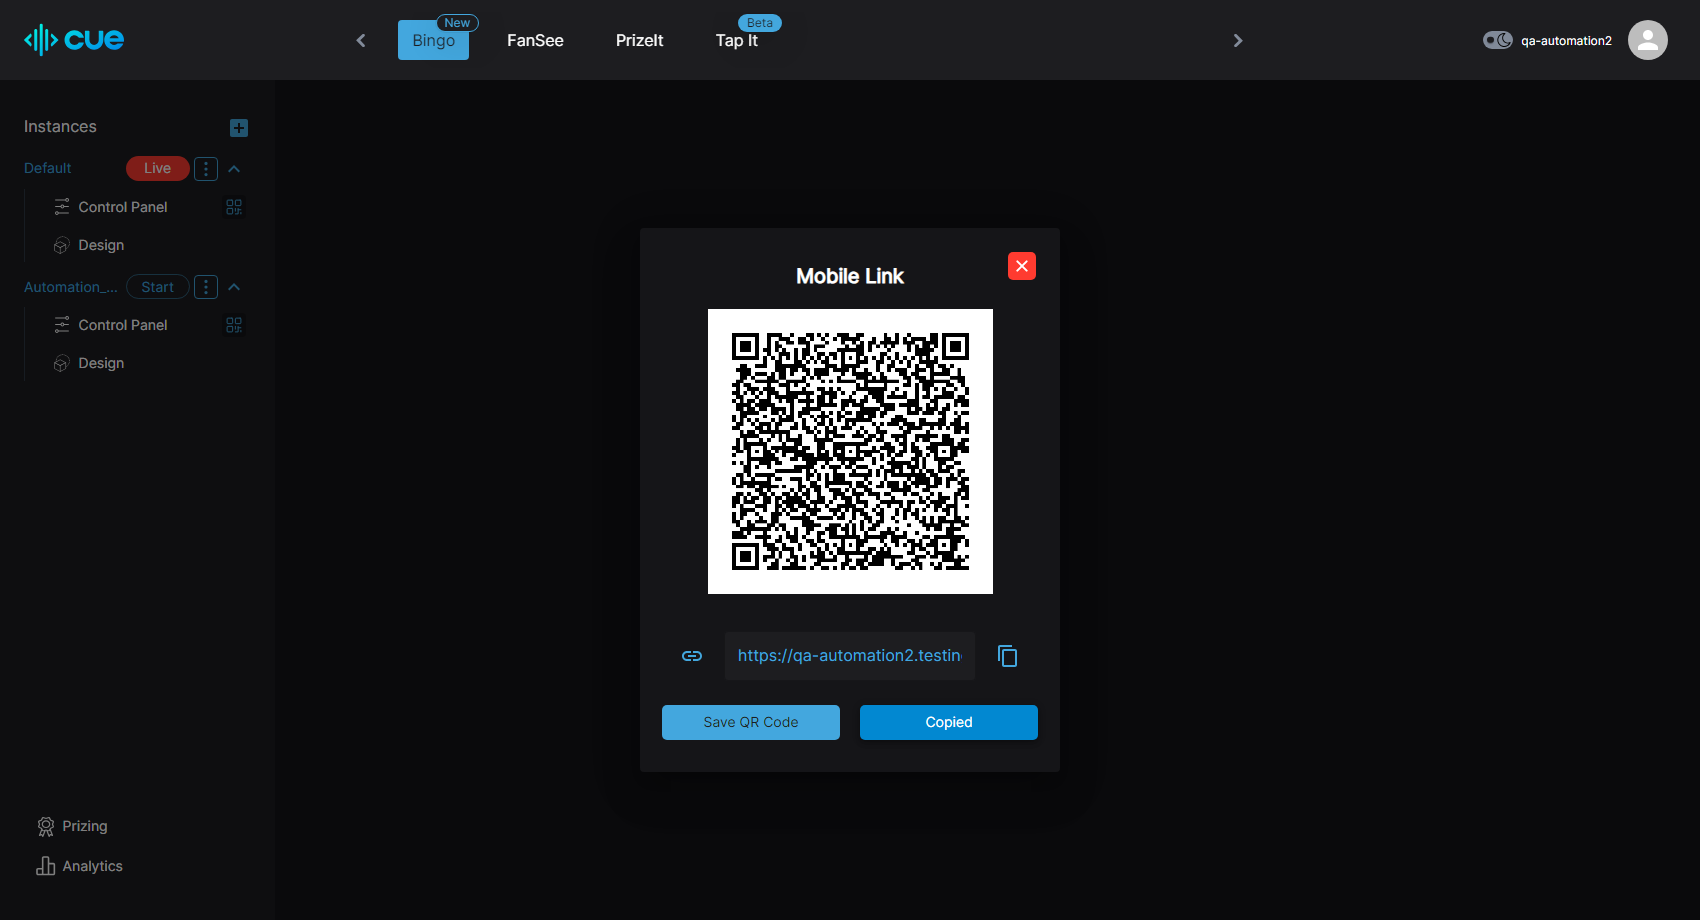 cue
Bingo
New
FanSee
PrizeIt
Tap It
Beta
qa-automation2
Instances
Default
Live
Control Panel
Design
Automation_...
Start
Control Panel
Design
Prizing
Analytics
Mobile Link
https://qa-automation2.testin
Save QR Code
Copied